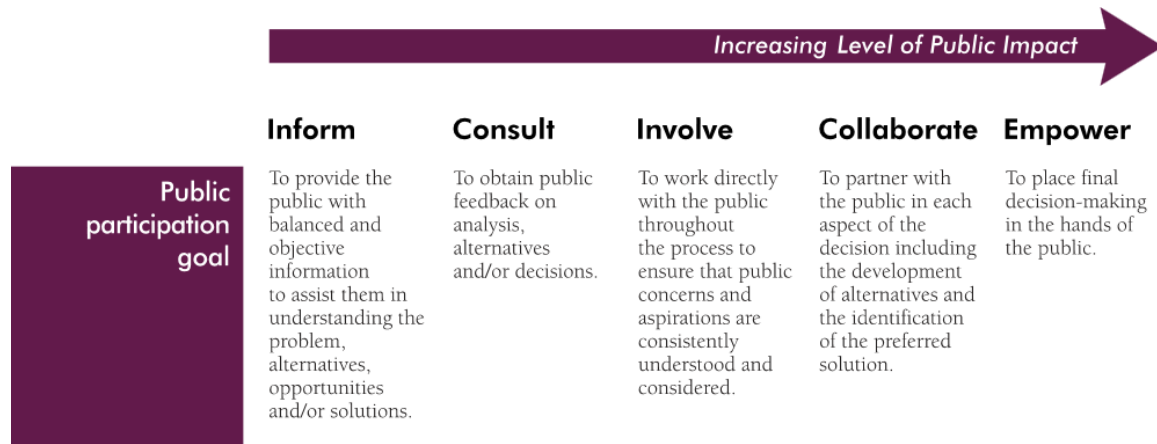 Increasing Level of Public Impact
Inform
Consult
Involve
Collaborate
Empower
Public
participation
goal
To provide the
public with
balanced and
objective
information
to assist them in
understanding the
problem,
alternatives,
opportunities
and/or solutions.
To obtain public
feedback on
analysis,
alternatives
and/or decisions.
To work directly
with the public
throughout
the process to
ensure that public
concerns and
aspirations are
consistently
understood and
considered.
To partner with
the public in each
aspect of the
decision including
the development
of alternatives and
the identification
of the preferred
solution.
To place final
decision-making
in the hands of
the public.